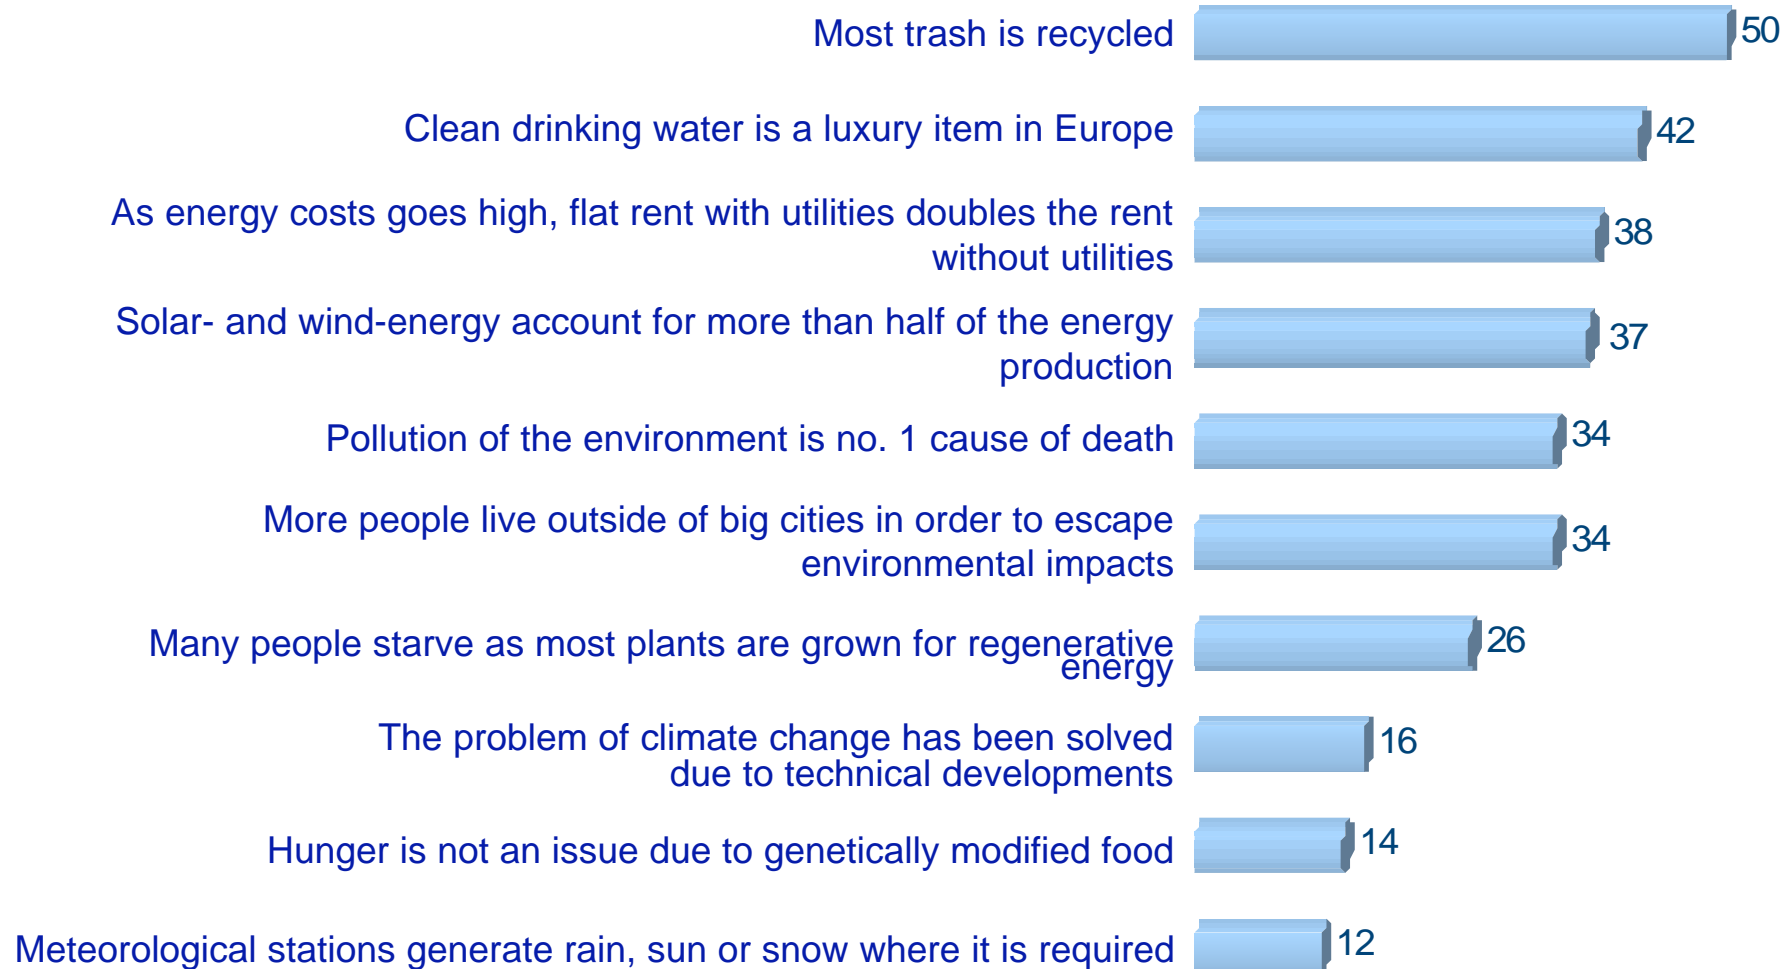 Most trash is recycled 50
Clean drinking water is a luxury item in Europe 42
As energy costs goes high, flat rent with utilities doubles the rent
without utilities 38
Solar- and wind-energy account for more than half of the energy
production 37
Pollution of the environment is no. 1 cause of death 34
More people live outside of big cities in order to escape
environmental impacts 34
Many people starve as most plants are grown for regenerative
energy 26
The problem of climate change has been solved
due to technical developments 16
Hunger is not an issue due to genetically modified food 14
Meteorological stations generate rain, sun or snow where it is required 12